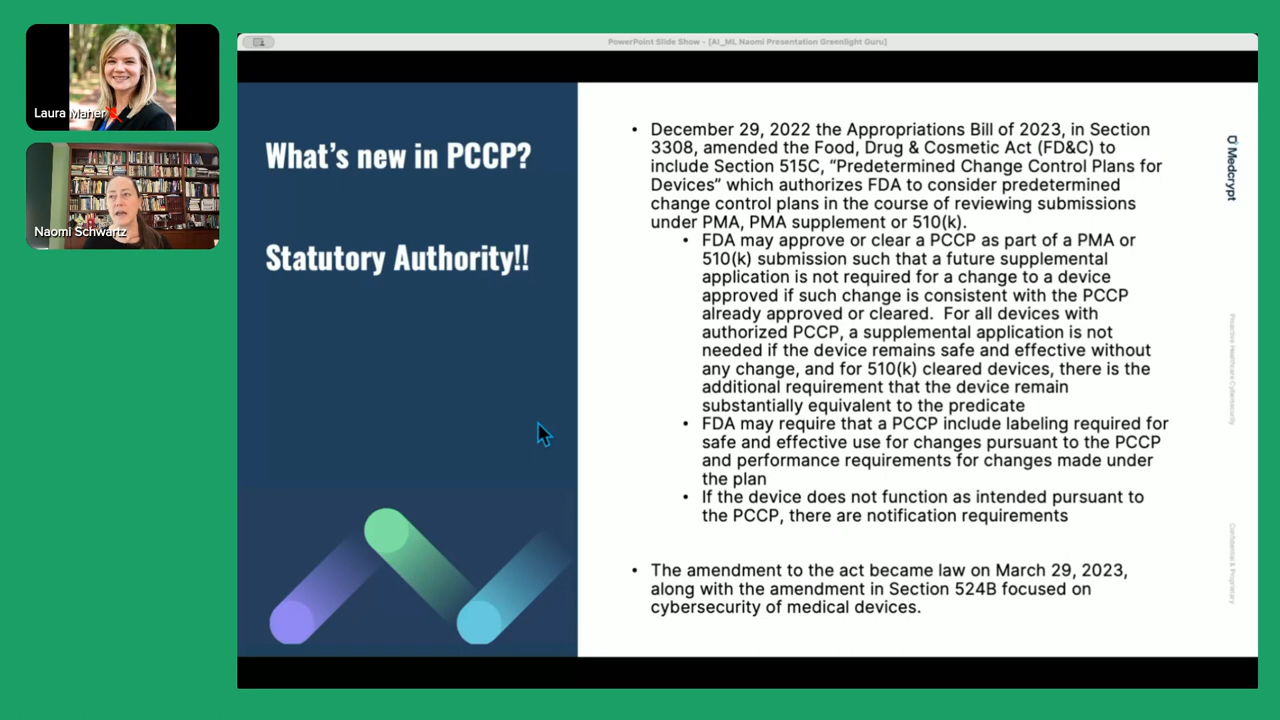 PowerPoint Slide Show - [AI_ML Naomi Presentation Greenlight Guru]
Laura Maher
Naomi Schwartz
What's new in PCCP?
Statutory Authority!!
• December 29, 2022 the Appropriations Bill of 2023, in Section
3308, amended the Food, Drug & Cosmetic Act (FD&C) to
include Section 515C, “Predetermined Change Control Plans for
Devices” which authorizes FDA to consider predetermined
change control plans in the course of reviewing submissions
under PMA, PMA supplement or 510(k).
• FDA may approve or clear a PCCP as part of a PMA or
510(k) submission such that a future supplemental
application is not required for a change to a device
approved if such change is consistent with the PCCP
already approved or cleared. For all devices with
authorized PCCP, a supplemental application is not
needed if the device remains safe and effective without
any change, and for 510(k) cleared devices, there is the
additional requirement that the device remain
substantially equivalent to the predicate
• FDA may require that a PCCP include labeling required for
safe and effective use for changes pursuant to the PCCP
and performance requirements for changes made under
the plan
• If the device does not function as intended pursuant to
the PCCP, there are notification requirements
• The amendment to the act became law on March 29, 2023,
along with the amendment in Section 524B focused on
cybersecurity of medical devices.
Medcrypt
Proactive Healthcare Cybersecurity
Confidential & Proprietary